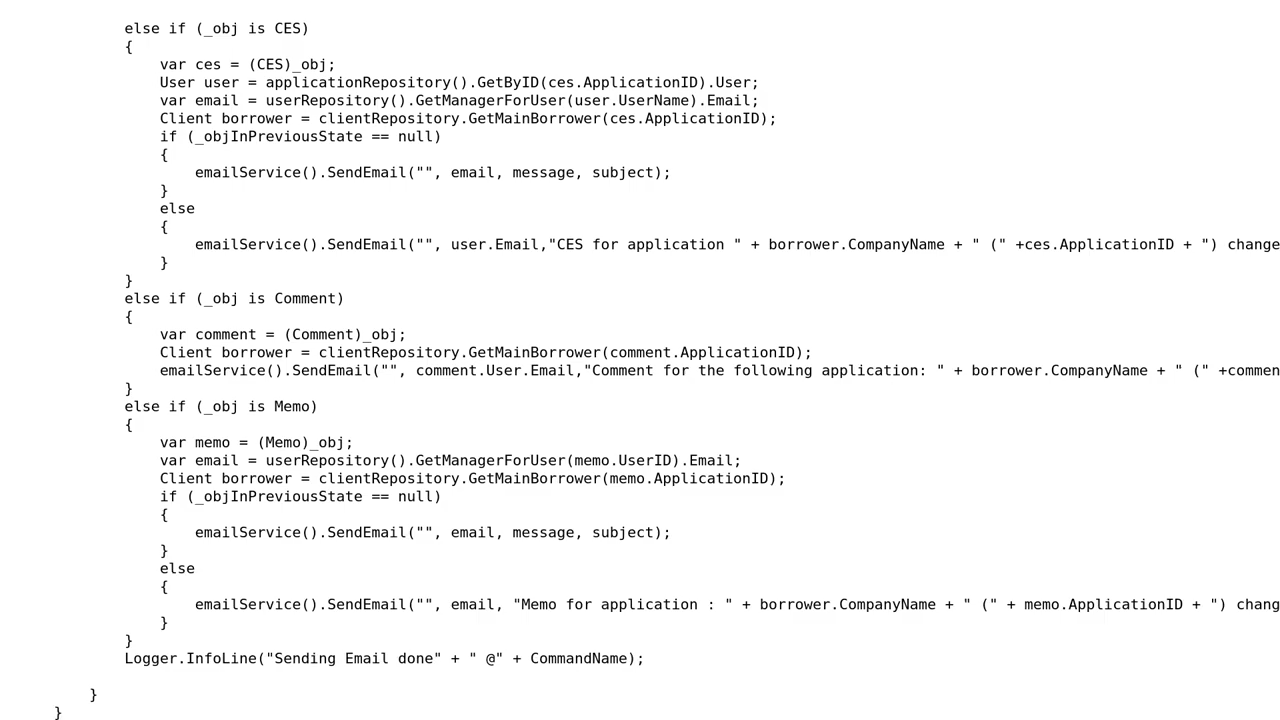 else if (_obj is CES)
{
var ces = (CES)_obj;
User user = applicationRepository().GetByID(ces.ApplicationID).User;
var email = userRepository().GetManagerForUser(user.UserName).Email;
Client borrower = clientRepository.GetMainBorrower(ces.ApplicationID);
if (_objInPreviousState == null)
{
emailService().SendEmail("", email, message, subject);
}
else
{
emailService().SendEmail("", user.Email,"CES for application " + borrower.CompanyName + " (" +ces.ApplicationID + ") change
}
}
else if (_obj is Comment)
{
var comment = (Comment)_obj;
Client borrower = clientRepository.GetMainBorrower(comment.ApplicationID);
emailService().SendEmail("", comment.User.Email,"Comment for the following application: " + borrower.CompanyName + " (" +commen
}
else if (_obj is Memo)
{
var memo = (Memo)_obj;
var email = userRepository().GetManagerForUser(memo.UserID).Email;
Client borrower = clientRepository.GetMainBorrower(memo.ApplicationID);
if (_objInPreviousState == null)
{
emailService().SendEmail("", email, message, subject);
}
else
{
emailService().SendEmail("", email, "Memo for application : " + borrower.CompanyName + " (" + memo.ApplicationID + ") chang
}
}
Logger.InfoLine("Sending Email done" + " @" + CommandName);
}
}